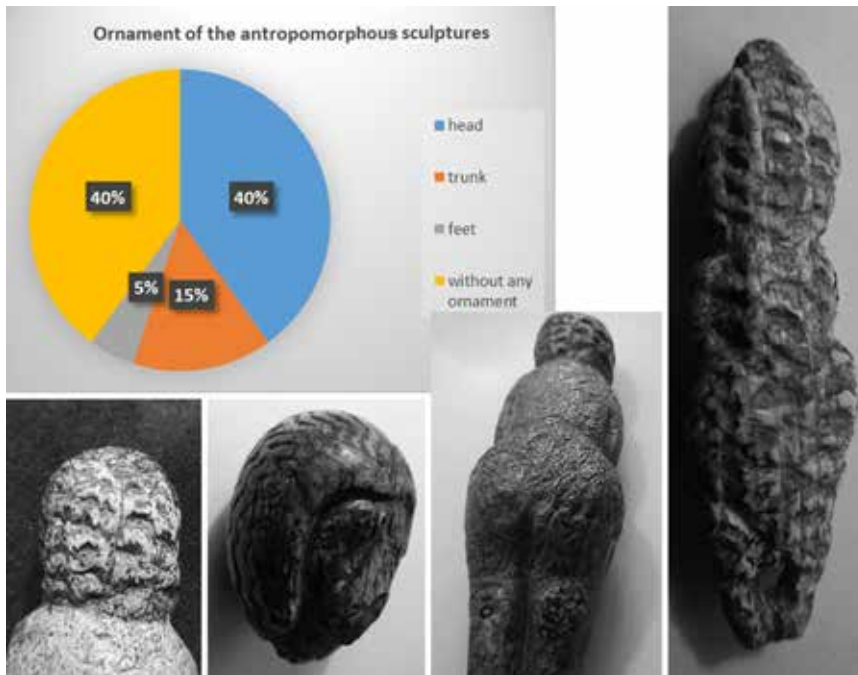 Ornament of the antropomorphous sculptures
40%
40%
5%
15%
head
trunk
feet
without any
ornament